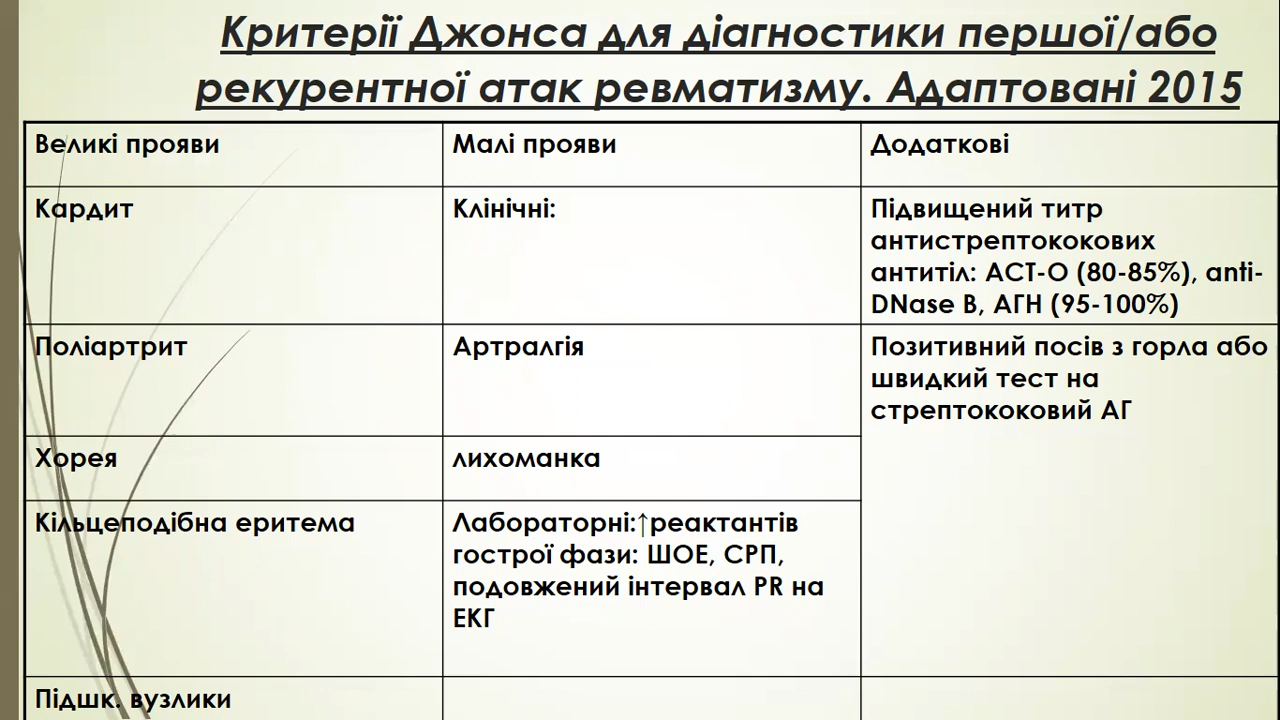 Критерії Джонса для діагностики першої/або
рекурентної атак ревматизму. Адаптовані 2015
Великі прояви
Малі прояви
Додаткові
Кардит
Клінічні:
Підвищений титр
антистрептококових
антитіл: АСТ-О (80-85%), anti-
DNase B, АГН (95-100%)
Поліартрит
Артралгія
Позитивний посів з горла або
швидкий тест на
стрептококовий АГ
Хорея
лихоманка
Кільцеподібна еритема
Лабораторні:↑реактантів
гострої фази: ШОЕ, СРП,
подовжений інтервал PR на
ЕКГ
Підшк. вузлики